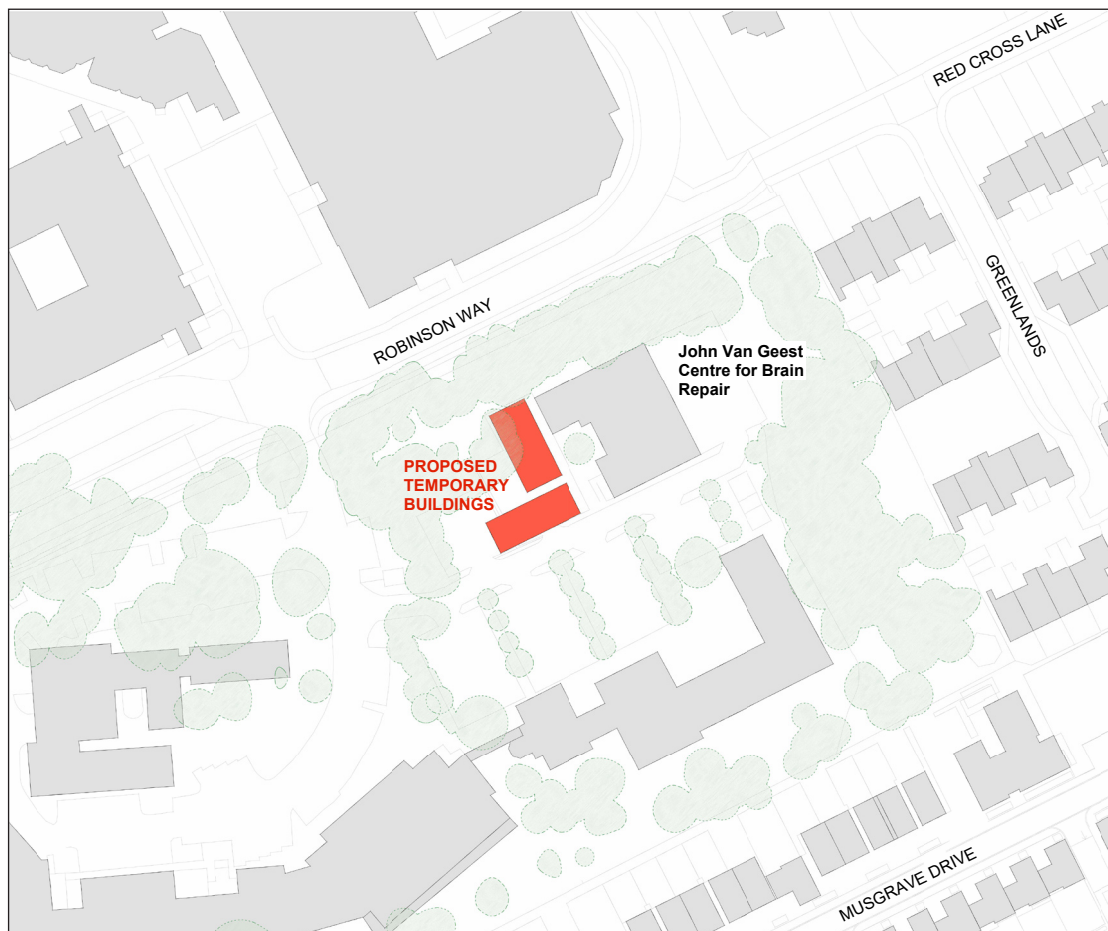 RED CROSS LANE
GREENLANDS
ROBINSON WAY
John Van Geest
Centre for Brain
Repair
PROPOSED
TEMPORARY
BUILDINGS
MUSGRAVE DRIVE